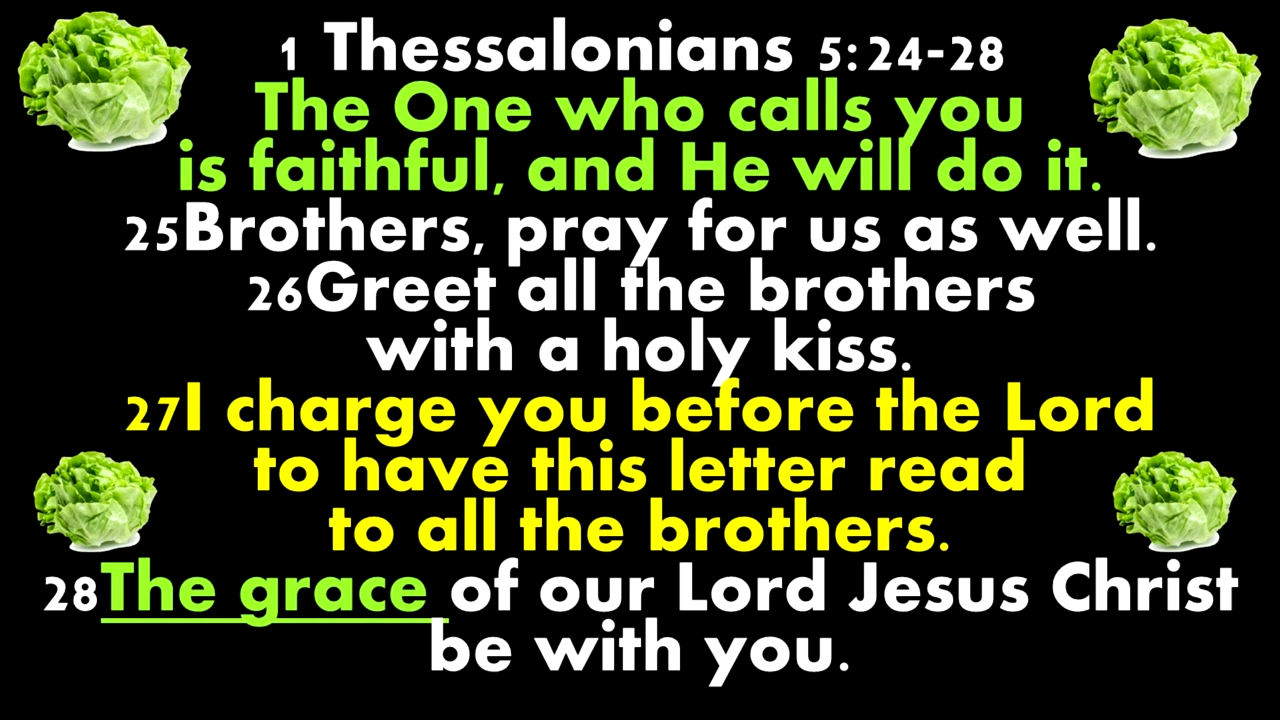 1 Thessalonians 5:24-28
The One who calls you
is faithful, and He will do it.
25Brothers, pray for us as well.
26Greet all the brothers
with a holy kiss.
27I charge you before the Lord
to have this letter read
to all the brothers.
28The grace of our Lord Jesus Christ
be with you.